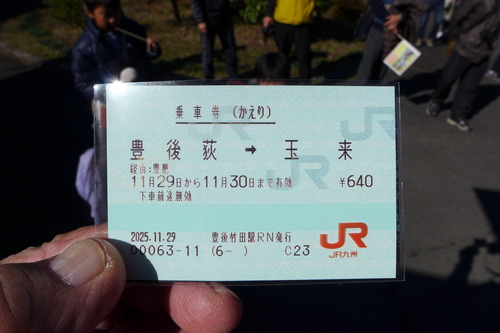 乗車券(かえり)
豊後荻 → 玉来
経由:豊肥
11月29日から11月30日まで有効 ¥640
下車前途無効
2025.11.29 豊後竹田駅RN発行
00063-11 (6- ) C23
JR
JR九州